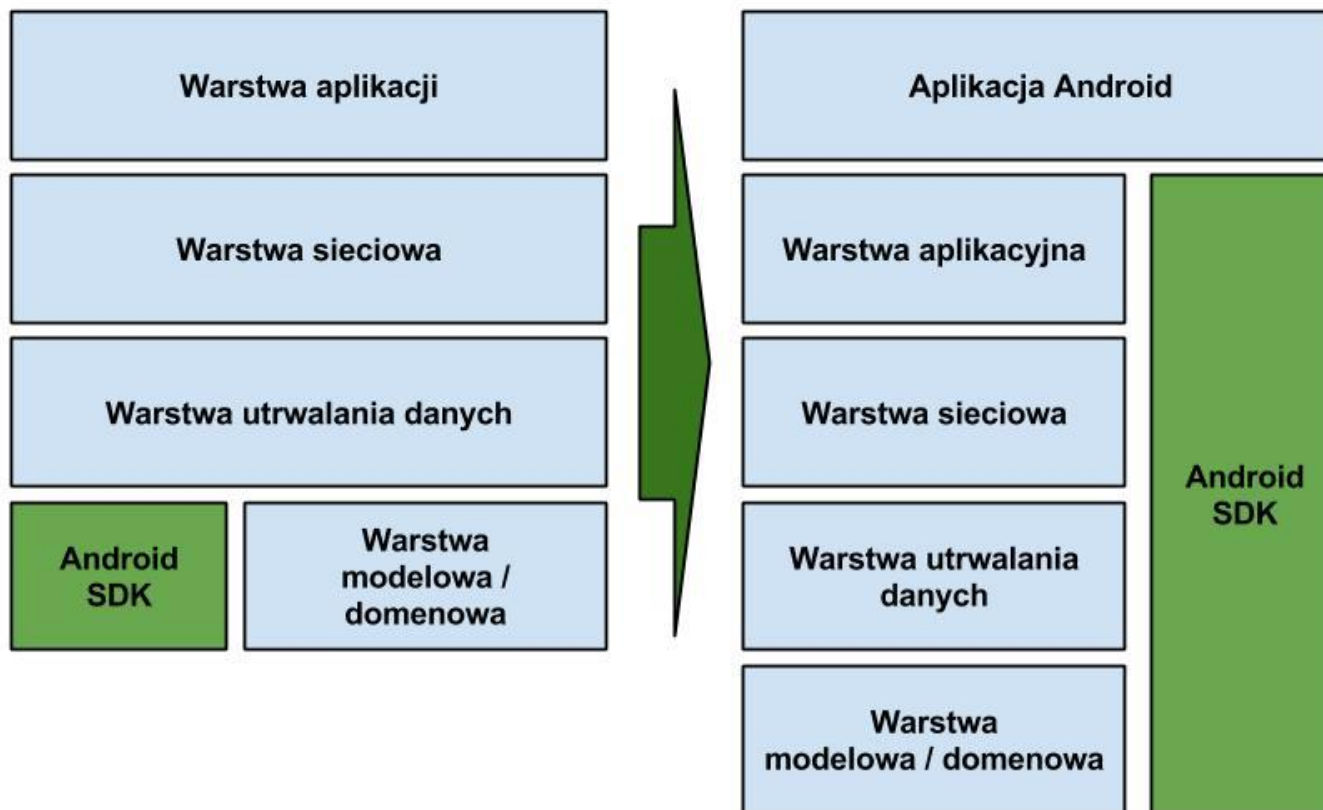 Warstwa aplikacji
Warstwa sieciowa
Warstwa utrwalania danych
Android
SDK
Warstwa
modelowa /
domenowa
Aplikacja Android
Warstwa aplikacyjna
Warstwa sieciowa
Warstwa utrwalania
danych
Warstwa
modelowa / domenowa
Android
SDK